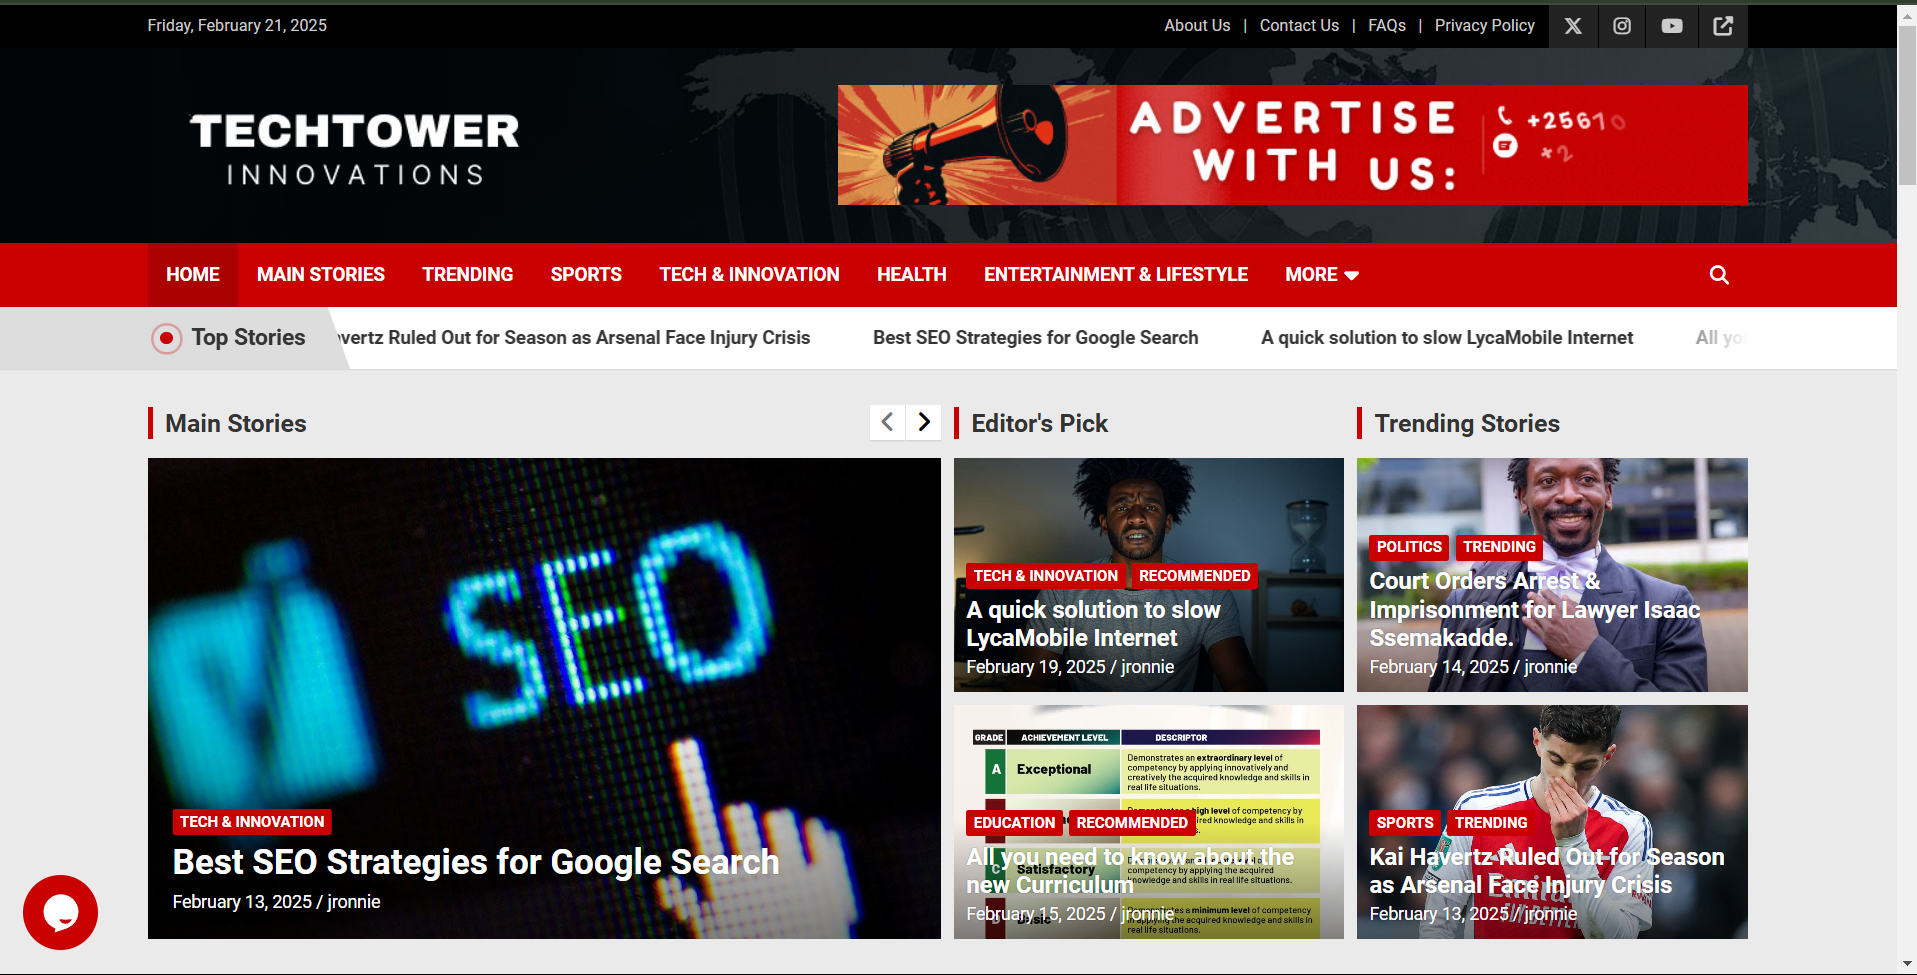 Friday, February 21, 2025
About Us | Contact Us | FAQs | Privacy Policy
TECHTOWER
INNOVATIONS
ADVERTISE
WITH US:
+25670
HOME MAIN STORIES TRENDING SPORTS TECH & INNOVATION HEALTH ENTERTAINMENT & LIFESTYLE MORE
Top Stories
vertz Ruled Out for Season as Arsenal Face Injury Crisis
Best SEO Strategies for Google Search
A quick solution to slow LycaMobile Internet
All yo
Main Stories
SEO
TECH & INNOVATION
Best SEO Strategies for Google Search
February 13, 2025 / jronnie
Editor's Pick
TECH & INNOVATION RECOMMENDED
A quick solution to slow
LycaMobile Internet
February 19, 2025 / jronnie
GRADE ACHIEVEMENT LEVEL DESCRIPTOR
A Exceptional
Demonstrates an extraordinary level of
competency by applying innovatively and
creatively the acquired knowledge and skills in
real life situations.
high level of competency by
ired knowledge and skills in
C Satisfactory
competency by applying the acquired
knowledge and skills in real life situations.
D Basic
Demonstrates a minimum level of competency
in applying the acquired knowledge and skills in
real life situations.
EDUCATION RECOMMENDED
All you need to know about the
new Curriculum
February 15, 2025 / jronnie
Trending Stories
POLITICS TRENDING
Court Orders Arrest &
Imprisonment for Lawyer Isaac
Ssemakadde.
February 14, 2025 / jronnie
SPORTS TRENDING
Kai Havertz Ruled Out for Season
as Arsenal Face Injury Crisis
February 13, 2025 / jronnie